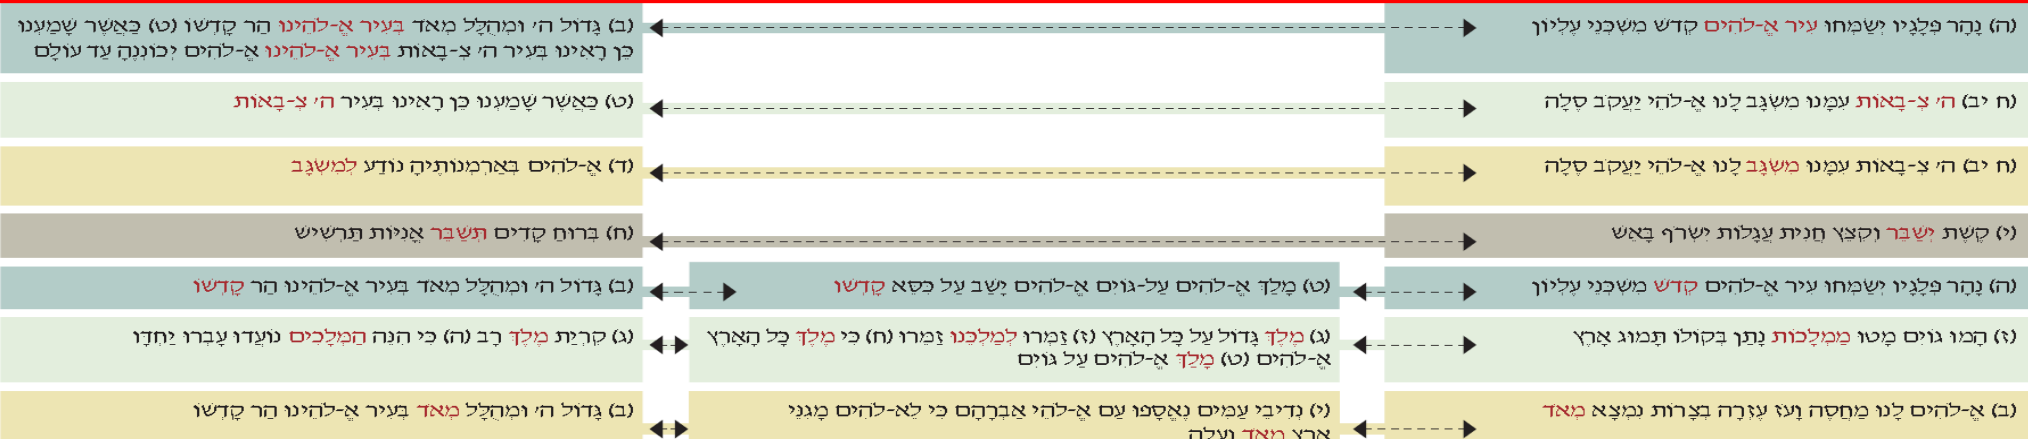 (ה) נָהָר פְּלָגָיו יְשַׂמְּחוּ עִיר אֱ-לֹהִים קְדֹשׁ מִשְׁכְּנֵי עֶלְיוֹן
(ב) גָּדוֹל ה׳ וּמְהֻלָּל מְאֹד בְּעִיר אֱ-לֹהֵינוּ הַר קָדְשׁוֹ (ט) כַּאֲשֶׁר שָׁמַעְנוּ
כֵּן רָאִינוּ בְּעִיר ה׳ צְ-בָאוֹת בְּעִיר אֱ-לֹהֵינוּ אֱ-לֹהִים יְכוֹנְנֶהָ עַד עוֹלָם
(ח יב) ה׳ צְ-בָאוֹת עִמָּנוּ מִשְׂגָּב לָנוּ אֱ-לֹהֵי יַעֲקֹב סֶלָה
(ט) כַּאֲשֶׁר שָׁמַעְנוּ כֵּן רָאִינוּ בְּעִיר ה׳ צְ-בָאוֹת
(ח יב) ה׳ צְ-בָאוֹת עִמָּנוּ מִשְׂגָּב לָנוּ אֱ-לֹהֵי יַעֲקֹב סֶלָה
(ד) אֱ-לֹהִים בְּאַרְמְנוֹתֶיהָ נוֹדַע לְמִשְׂגָּב
(י) קֶשֶׁת יְשַׁבֵּר וְקִצֵּץ חֲנִית עֲגָלוֹת יִשְׂרֹף בָּאֵשׁ
(ח) בְּרוּחַ קָדִים תְּשַׁבֵּר אֳנִיּוֹת תַּרְשִׁישׁ
(ה) נָהָר פְּלָגָיו יְשַׂמְּחוּ עִיר אֱ-לֹהִים קְדֹשׁ מִשְׁכְּנֵי עֶלְיוֹן
(ט) מָלַךְ אֱ-לֹהִים עַל-גּוֹיִם אֱ-לֹהִים יָשַׁב עַל כִּסֵּא קָדְשׁוֹ
(ב) גָּדוֹל ה׳ וּמְהֻלָּל מְאֹד בְּעִיר אֱ-לֹהֵינוּ הַר קָדְשׁוֹ
(ז) הָמוּ גוֹיִם מָטוּ מַמְלָכוֹת נָתַן בְּקוֹלוֹ תָּמוּג אָרֶץ
(ג) מֶלֶךְ גָּדוֹל עַל כָּל הָאָרֶץ (ז) זַמֵּרוּ לְמַלְכֵּנוּ זַמֵּרוּ (ח) כִּי מֶלֶךְ כָּל הָאָרֶץ
אֱ-לֹהִים (ט) מָלַךְ אֱ-לֹהִים עַל גּוֹיִם
(ג) קִרְיַת מֶלֶךְ רָב (ה) כִּי הִנֵּה הַמְּלָכִים נוֹעֲדוּ עָבְרוּ יַחְדָּו
(ב) אֱ-לֹהִים לָנוּ מַחֲסֶה וָעֹז עֶזְרָה בְצָרוֹת נִמְצָא מְאֹד
(י) נְדִיבֵי עַמִּים נֶאֱסָפוּ עַם אֱ-לֹהֵי אַבְרָהָם כִּי לֵא-לֹהִים מָגִנֵּי
אֶרֶץ מְאֹד נַעֲלָה
(ב) גָּדוֹל ה׳ וּמְהֻלָּל מְאֹד בְּעִיר אֱ-לֹהֵינוּ הַר קָדְשׁוֹ